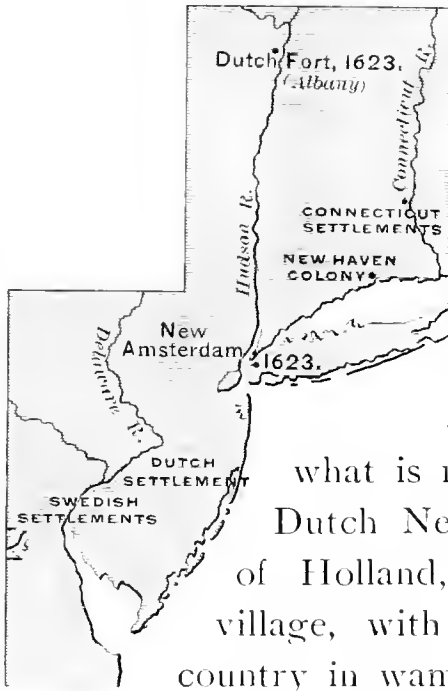 Dutch Fort, 1623.
(Albany)
Connecticut R.
Hudson R.
CONNECTICUT
SETTLEMENTS
NEW HAVEN
COLONY
New
Amsterdam
1623.
Delaware R.
DUTCH
SETTLEMENT
SWEDISH
SETTLEMENTS
what is
Dutch Ne
of Holland,
village, with
country in